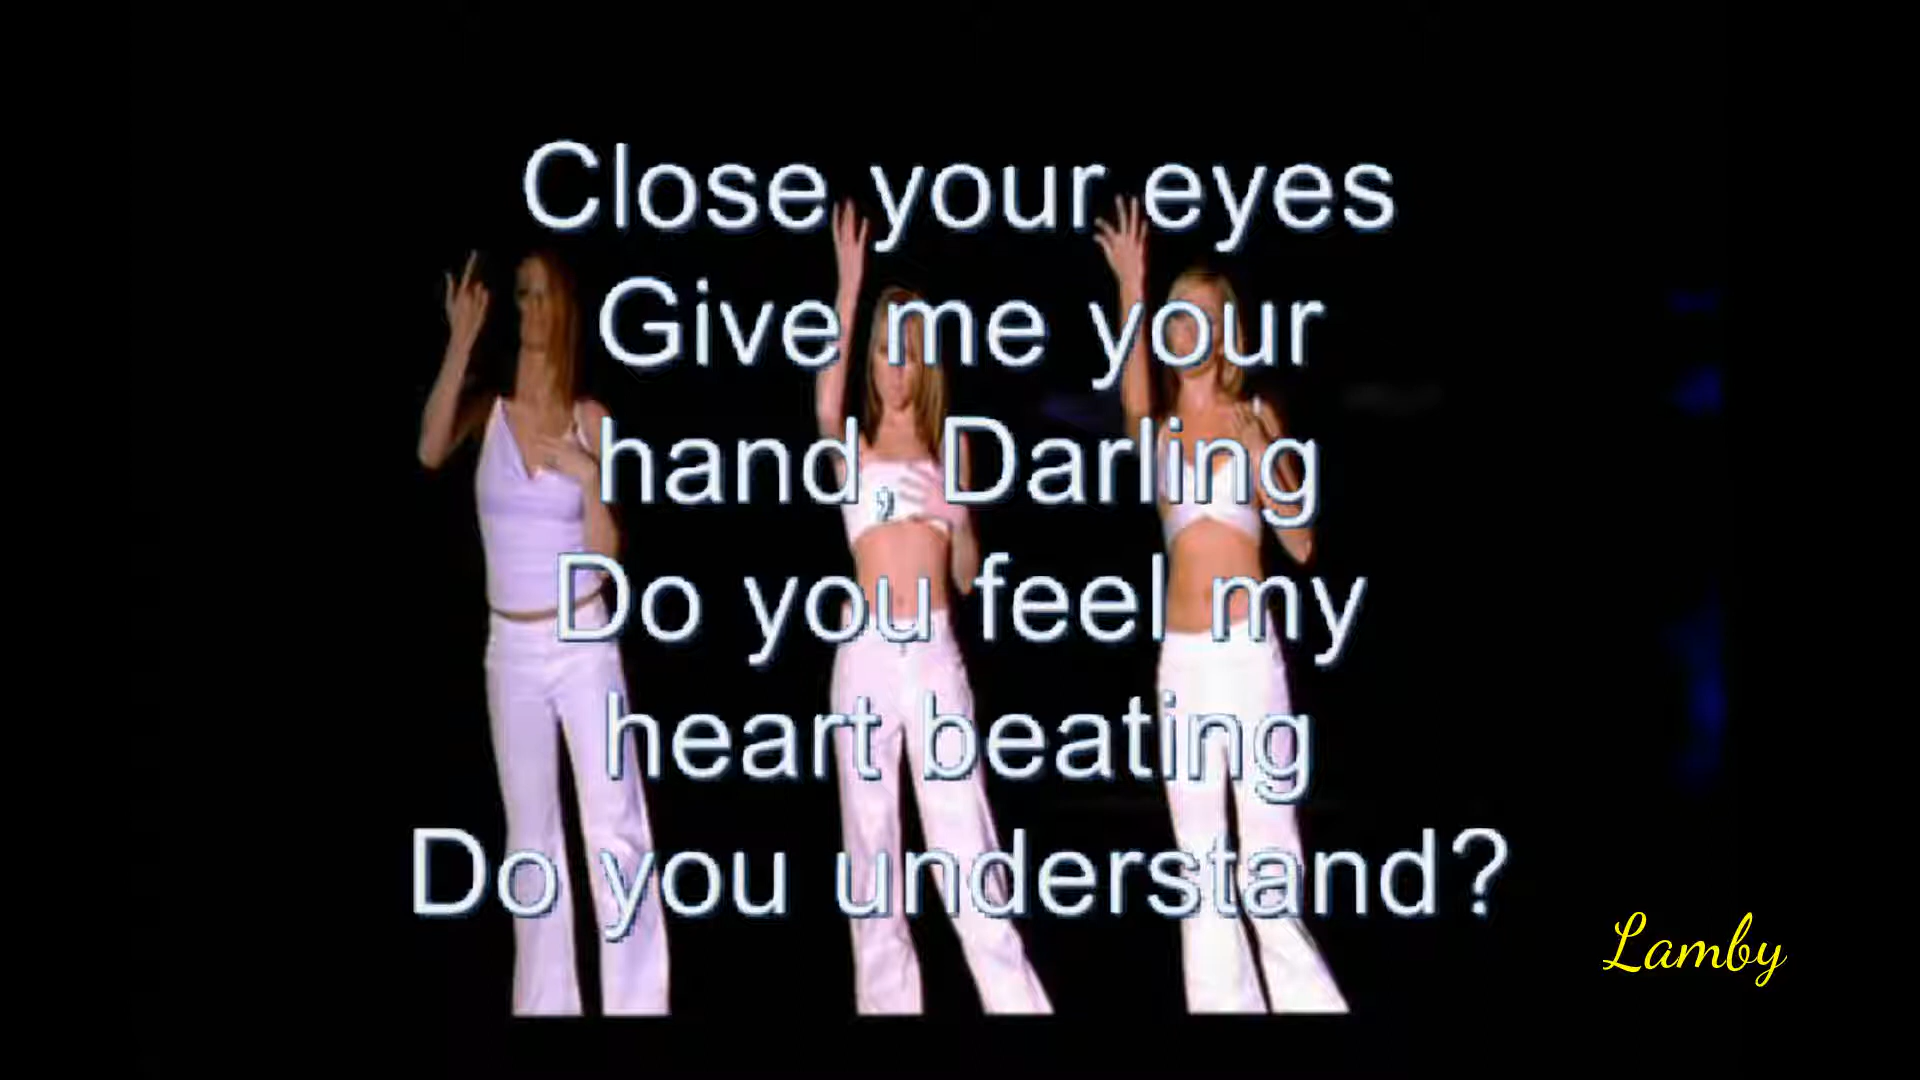 Close your eyes
Give me your
hand, Darling
Do you feel my
heart beating
Do you understand?
Lamby